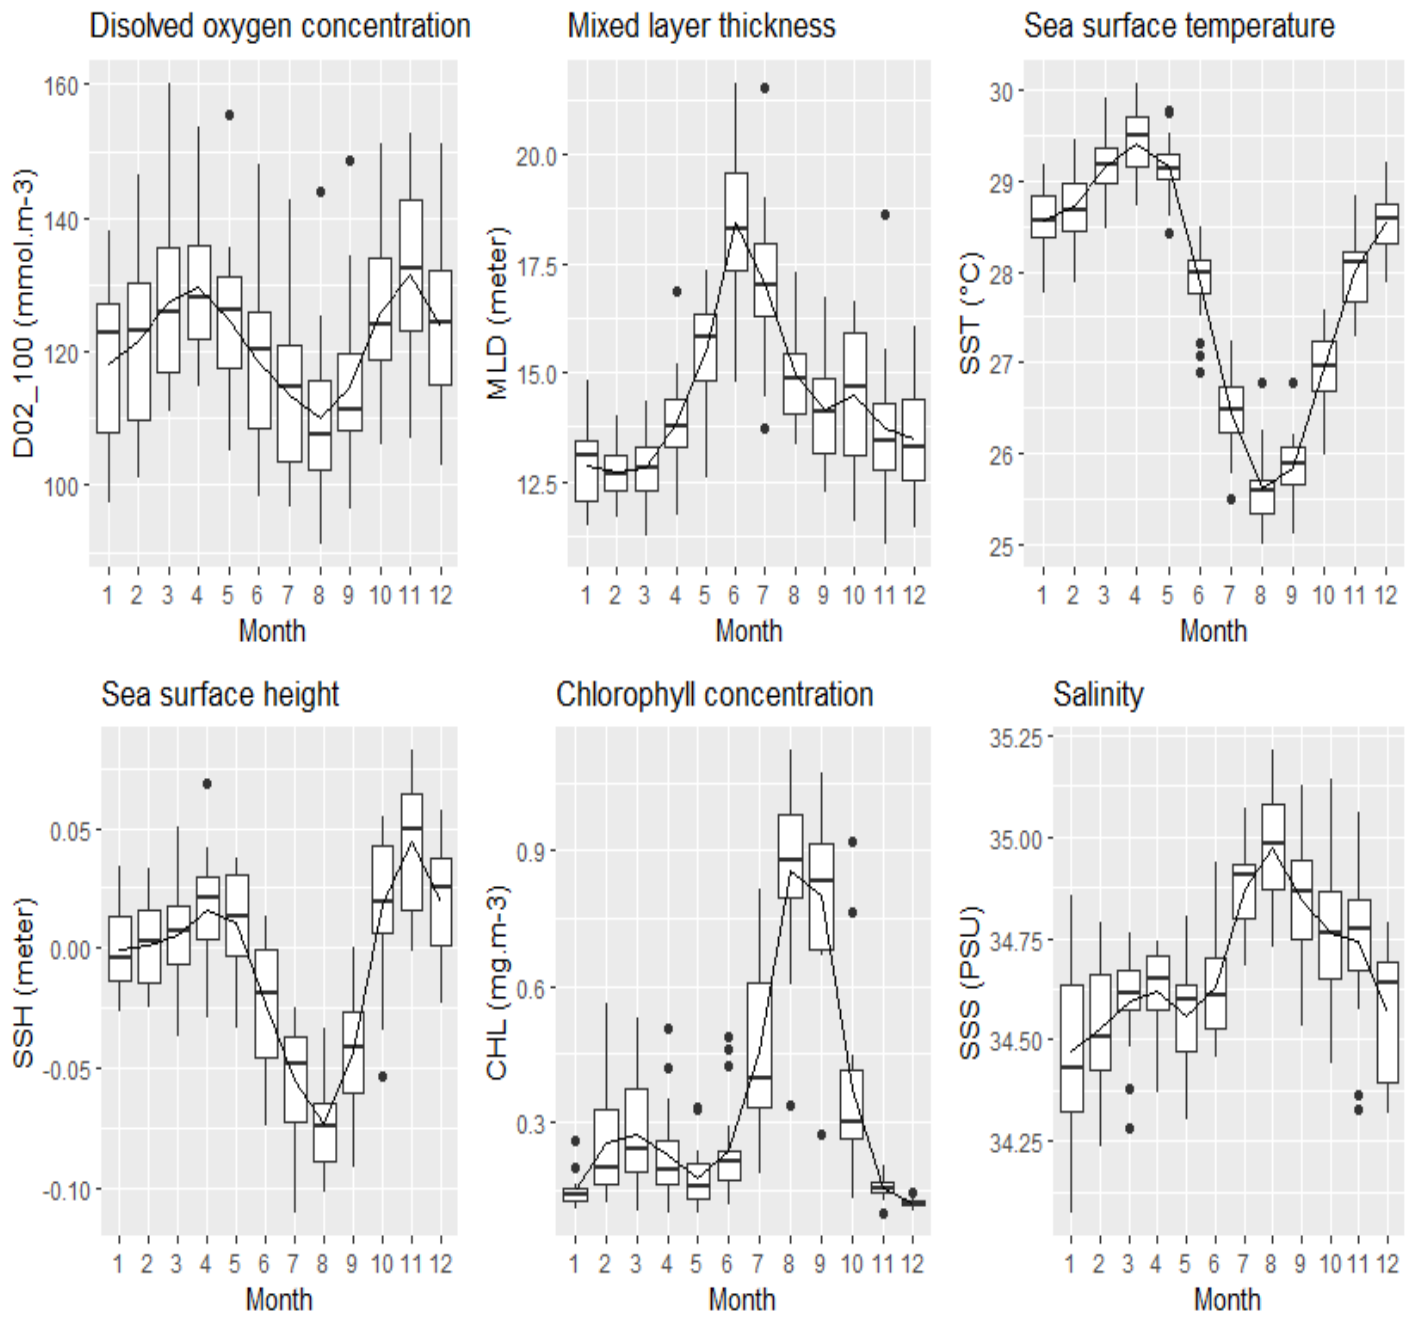 Disolved oxygen concentration
D02_100 (mmol.m-3)
160
140
120
100
1 2 3 4 5 6 7 8 9 10 11 12
Month
Mixed layer thickness
MLD (meter)
20.0
17.5
15.0
12.5
1 2 3 4 5 6 7 8 9 10 11 12
Month
Sea surface temperature
SST (°C)
30
29
28
27
26
25
1 2 3 4 5 6 7 8 9 10 11 12
Month
Sea surface height
SSH (meter)
0.05
0.00
-0.05
-0.10
1 2 3 4 5 6 7 8 9 10 11 12
Month
Chlorophyll concentration
CHL (mg.m-3)
0.9
0.6
0.3
1 2 3 4 5 6 7 8 9 10 11 12
Month
Salinity
SSS (PSU)
35.25
35.00
34.75
34.50
34.25
1 2 3 4 5 6 7 8 9 10 11 12
Month